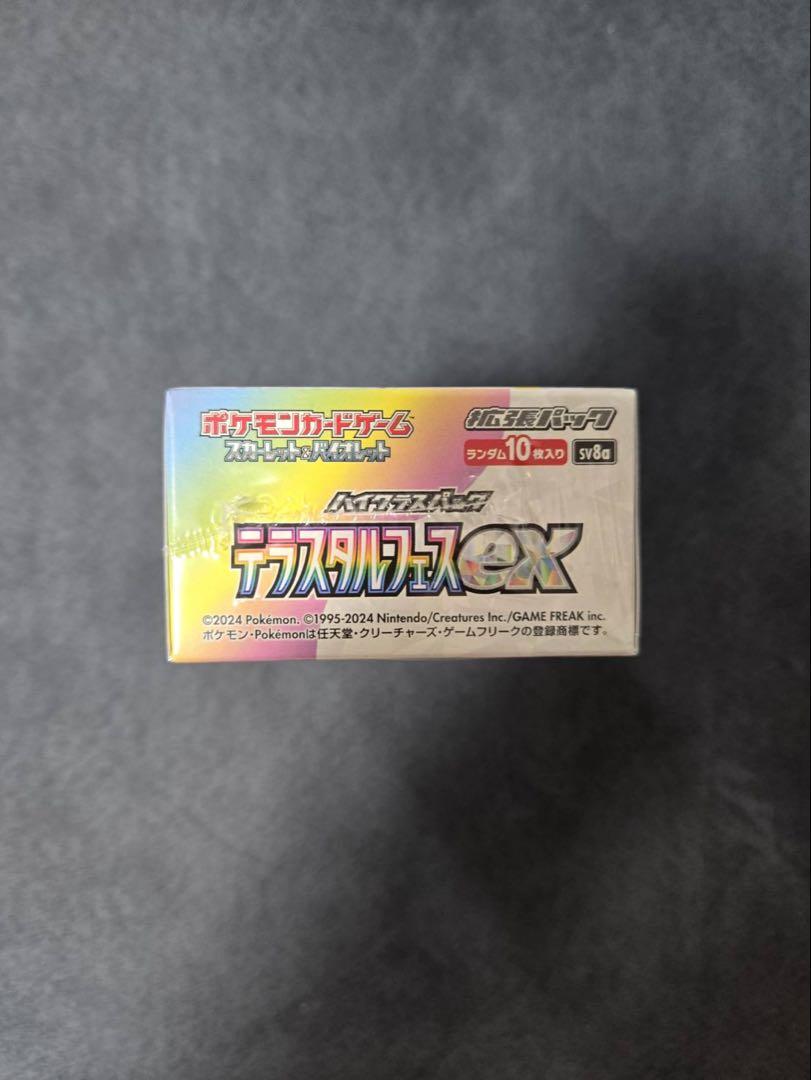 ポケモンカードゲーム
スカーレット&バイオレット
拡張パック
ランダム10枚入り
sv8a
ハイクラスパック
テラスタルフェスex
©2024 Pokémon. ©1995-2024 Nintendo/Creatures Inc./GAME FREAK inc.
ポケモン・Pokémonは任天堂・クリーチャーズ・ゲームフリークの登録商標です。